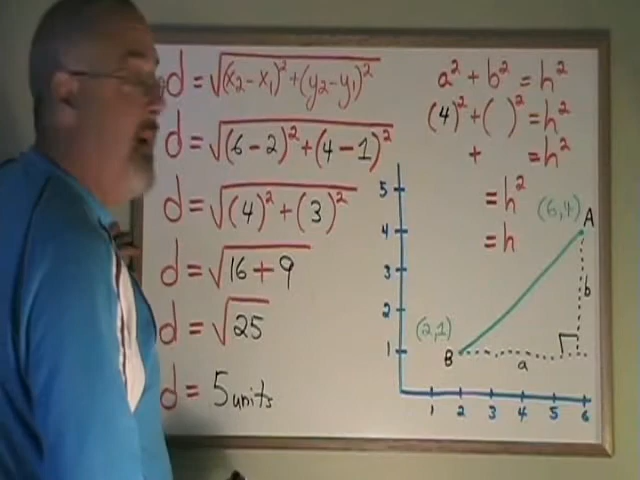 d = √(x₂ - x₁)² + (y₂ - y₁)²
d = √(6 - 2)² + (4 - 1)²
d = √(4)² + (3)²
d = √16 + 9
d = √25
d = 5 units
a² + b² = h²
(4)² + ( )² = h²
+ = h²
= h²
= h
(6,4) A
5
4
3
2
1
b
(2,1)
B
a
1 2 3 4 5 6